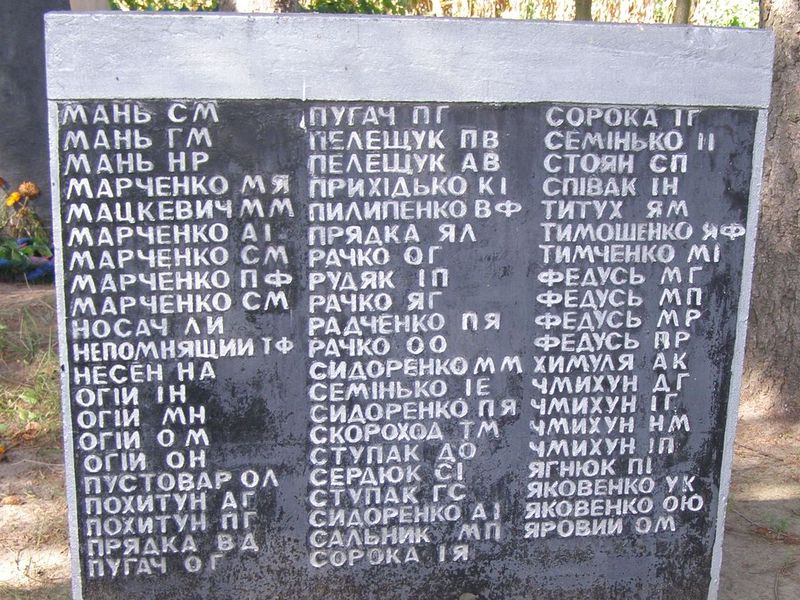 МАНЬ СМ
МАНЬ ГМ
МАНЬ НР
МАРЧЕНКО МЯ
МАЦКЕВИЧ ММ
МАРЧЕНКО АІ
МАРЧЕНКО СМ
МАРЧЕНКО ПФ
МАРЧЕНКО СМ
НОСАЧ ЛИ
НЕПОМНЯЩИИ ТФ
НЕСЕН НА
ОГІЙ ІН
ОГІЙ МН
ОГІЙ ОМ
ОГІЙ ОН
ПУСТОВАР ОЛ
ПОХИТУН АГ
ПОХИТУН ПГ
ПРЯДКА ВД
ПУГАЧ ОГ
ПУГАЧ ПГ
ПЕЛЕЩУК ПВ
ПЕЛЕЩУК АВ
ПРИХІДЬКО КІ
ПИЛИПЕНКО ВФ
ПРЯДКА ЯЛ
РАЧКО ОГ
РУДЯК ІП
РАЧКО ЯГ
РАДЧЕНКО ПЯ
РАЧКО ОО
СИДОРЕНКО ММ
СЕМІНЬКО ІЕ
СИДОРЕНКО ПЯ
СКОРОХОД ТМ
СТУПАК ДО
СЕРДЮК СІ
СТУПАК ГС
СИДОРЕНКО АІ
САЛЬНИК МП
СОРОКА ІЯ
СОРОКА ІГ
СЕМІНЬКО ІІ
СТОЯН СП
СПІВАК ІН
ТИТУХ ЯМ
ТИМОШЕНКО ЯФ
ТИМЧЕНКО МІ
ФЕДУСЬ МГ
ФЕДУСЬ МП
ФЕДУСЬ МР
ФЕДУСЬ ПР
ХИМУЛЯ АК
ЧМИХУН ДГ
ЧМИХУН ІГ
ЧМИХУН НМ
ЧМИХУН ІП
ЯГНЮК ПІ
ЯКОВЕНКО УК
ЯКОВЕНКО ОЮ
ЯРОВИЙ ОМ